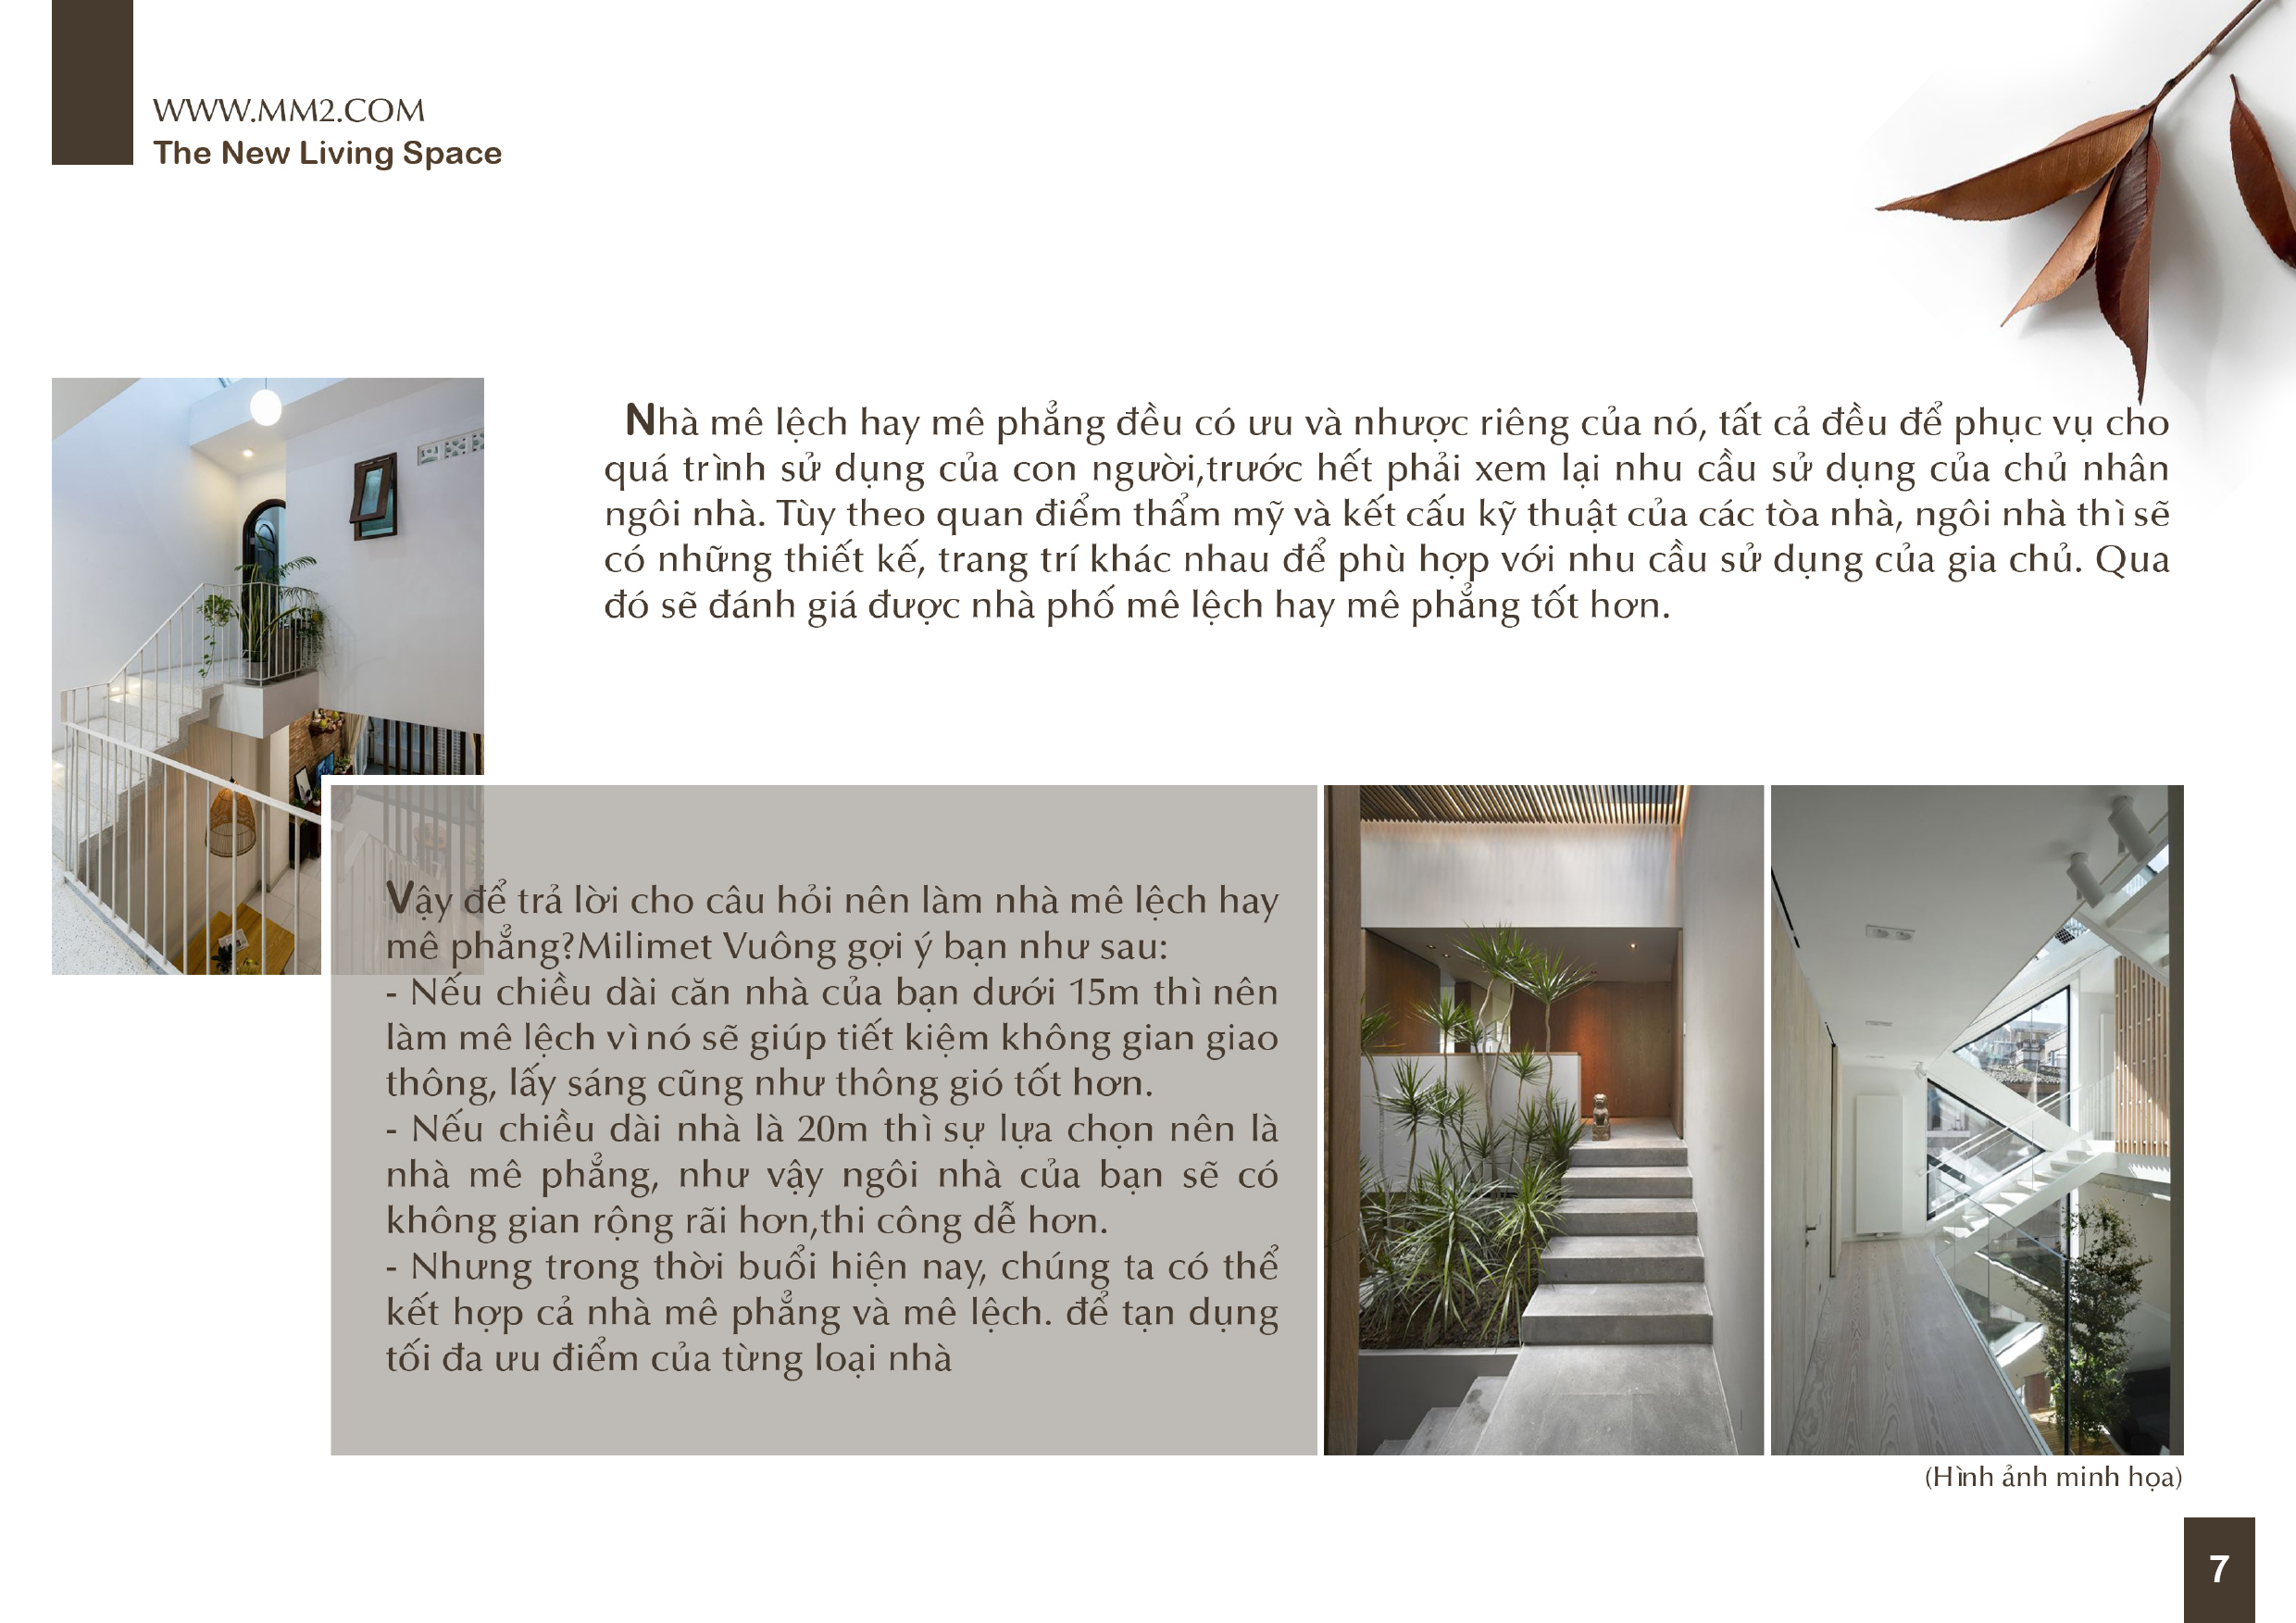 WWW.MM2.COM
The New Living Space
Nhà mê lệch hay mê phẳng đều có ưu và nhược riêng của nó, tất cả đều để phục vụ cho
quá trình sử dụng của con người,trước hết phải xem lại nhu cầu sử dụng của chủ nhân
ngôi nhà. Tùy theo quan điểm thẩm mỹ và kết cấu kỹ thuật của các tòa nhà, ngôi nhà thì sẽ
có những thiết kế, trang trí khác nhau để phù hợp với nhu cầu sử dụng của gia chủ. Qua
đó sẽ đánh giá được nhà phố mê lệch hay mê phẳng tốt hơn.
Vậy để trả lời cho câu hỏi nên làm nhà mê lệch hay
mê phẳng?Milimet Vuông gợi ý bạn như sau:
- Nếu chiều dài căn nhà của bạn dưới 15m thì nên
làm mê lệch vì nó sẽ giúp tiết kiệm không gian giao
thông, lấy sáng cũng như thông gió tốt hơn.
- Nếu chiều dài nhà là 20m thì sự lựa chọn nên là
nhà mê phẳng, như vậy ngôi nhà của bạn sẽ có
không gian rộng rãi hơn,thi công dễ hơn.
- Nhưng trong thời buổi hiện nay, chúng ta có thể
kết hợp cả nhà mê phẳng và mê lệch. để tạn dụng
tối đa ưu điểm của từng loại nhà
(Hình ảnh minh họa)
7